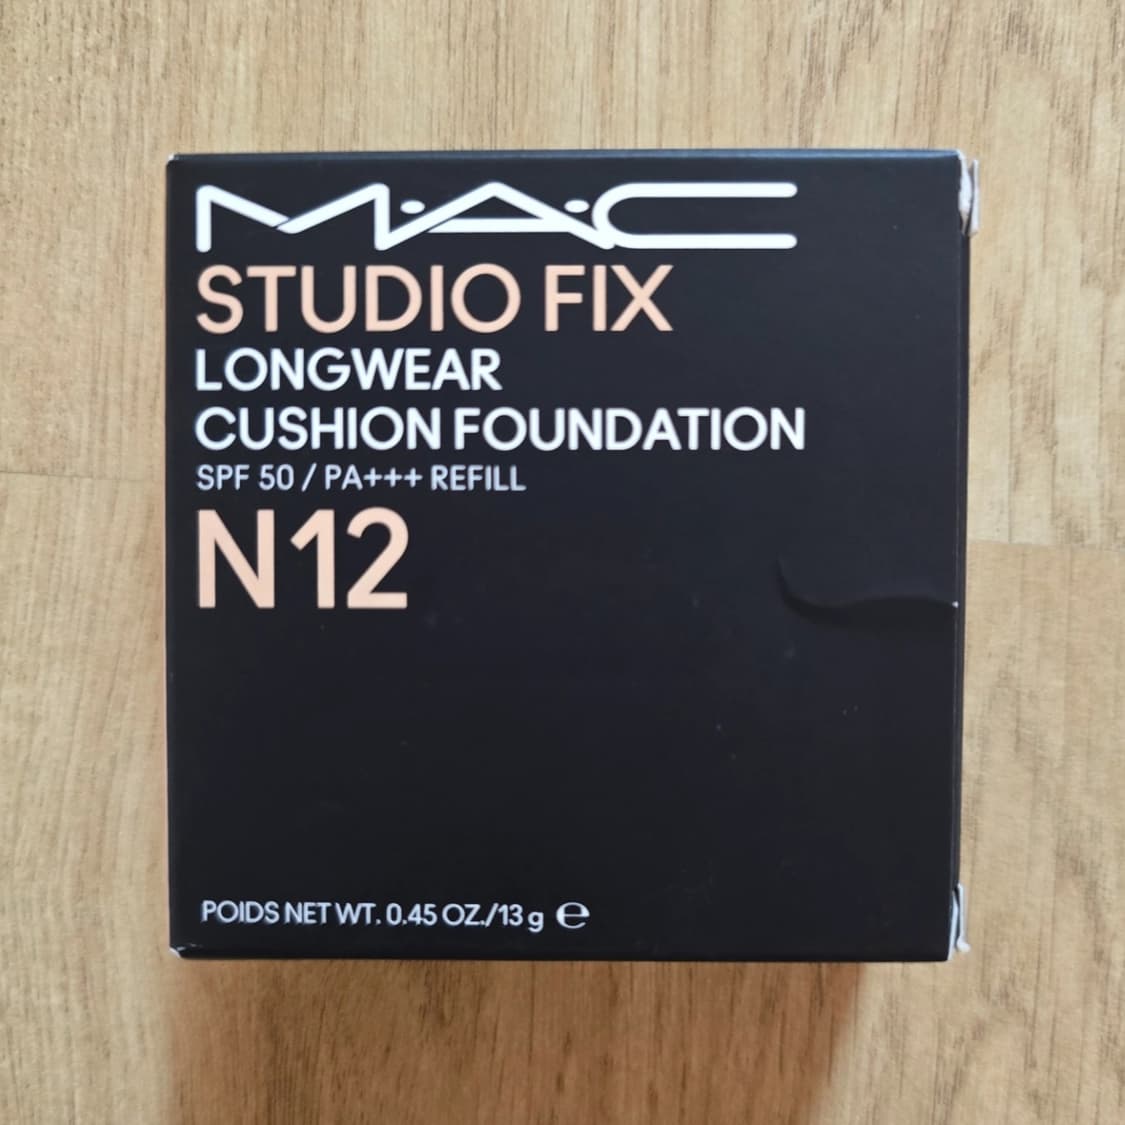 M·A·C
STUDIO FIX
LONGWEAR
CUSHION FOUNDATION
SPF 50 / PA+++ REFILL
N12
POIDS NET WT. 0.45 OZ./13 g ℮